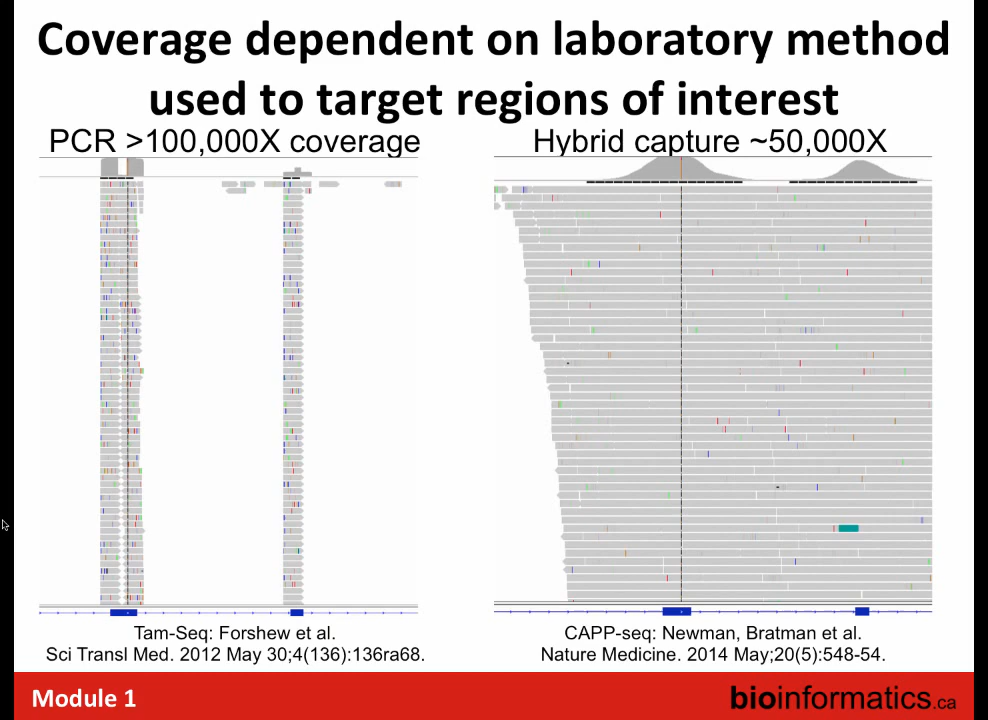 Coverage dependent on laboratory method
used to target regions of interest
PCR >100,000X coverage
Hybrid capture ~50,000X
Tam-Seq: Forshew et al.
Sci Transl Med. 2012 May 30;4(136):136ra68.
CAPP-seq: Newman, Bratman et al.
Nature Medicine. 2014 May;20(5):548-54.
Module 1
bioinformatics.ca